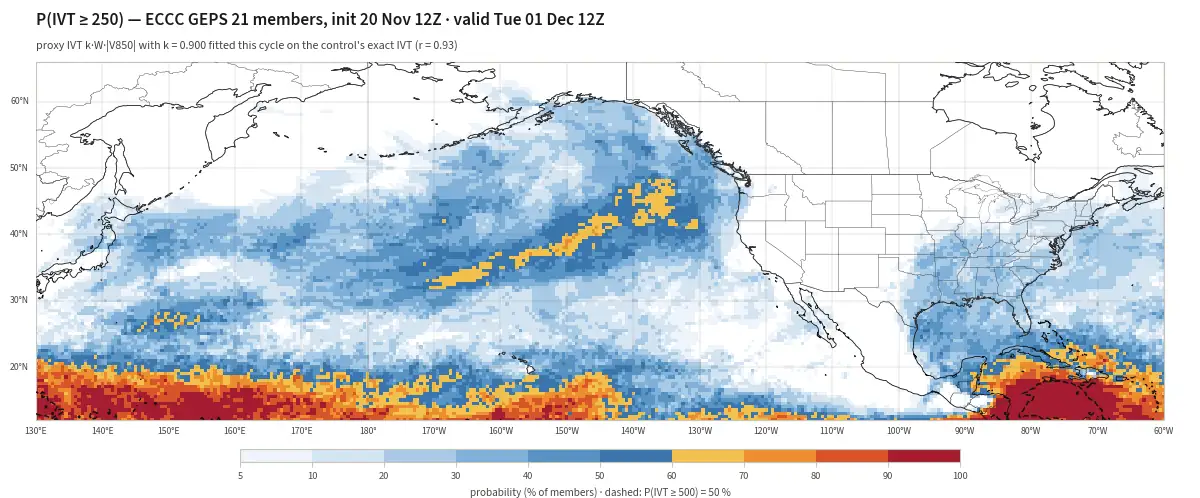 P(IVT ≥ 250) — ECCC GEPS 21 members, init 20 Nov 12Z · valid Tue 01 Dec 12Z
proxy IVT k·W·|V850| with k = 0.900 fitted this cycle on the control's exact IVT (r = 0.93)
60°N
50°N
40°N
30°N
20°N
130°E 140°E 150°E 160°E 170°E 180° 170°W 160°W 150°W 140°W 130°W 120°W 110°W 100°W 90°W 80°W 70°W 60°W
5 10 20 30 40 50 60 70 80 90 100
probability (% of members) · dashed: P(IVT ≥ 500) = 50 %